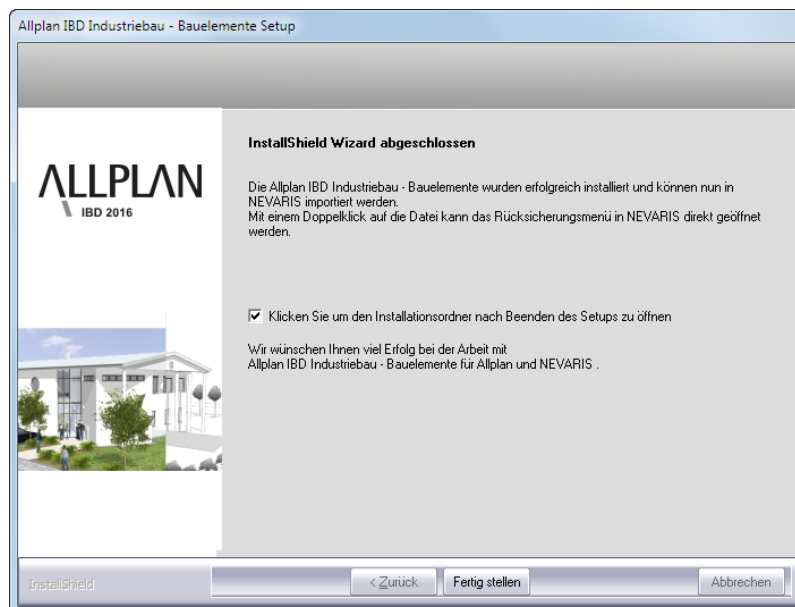 Allplan IBD Industriebau - Bauelemente Setup
ALLPLAN
IBD 2016
InstallShield Wizard abgeschlossen
Die Allplan IBD Industriebau - Bauelemente wurden erfolgreich installiert und können nun in
NEVARIS importiert werden.
Mit einem Doppelklick auf die Datei kann das Rücksicherungsmenü in NEVARIS direkt geöffnet
werden.
Klicken Sie um den Installationsordner nach Beenden des Setups zu öffnen
Wir wünschen Ihnen viel Erfolg bei der Arbeit mit
Allplan IBD Industriebau - Bauelemente für Allplan und NEVARIS .
InstallShield
< Zurück
Fertig stellen
Abbrechen